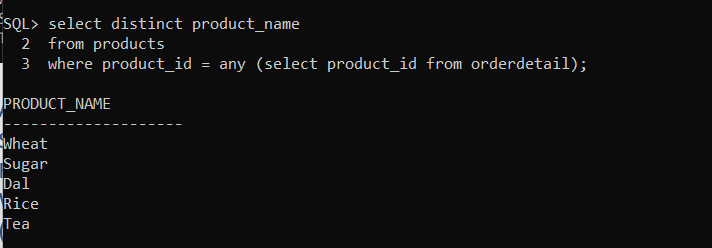 SQL> select distinct product_name
  2  from products
  3  where product_id = any (select product_id from orderdetail);
PRODUCT_NAME
--------------------
Wheat
Sugar
Dal
Rice
Tea